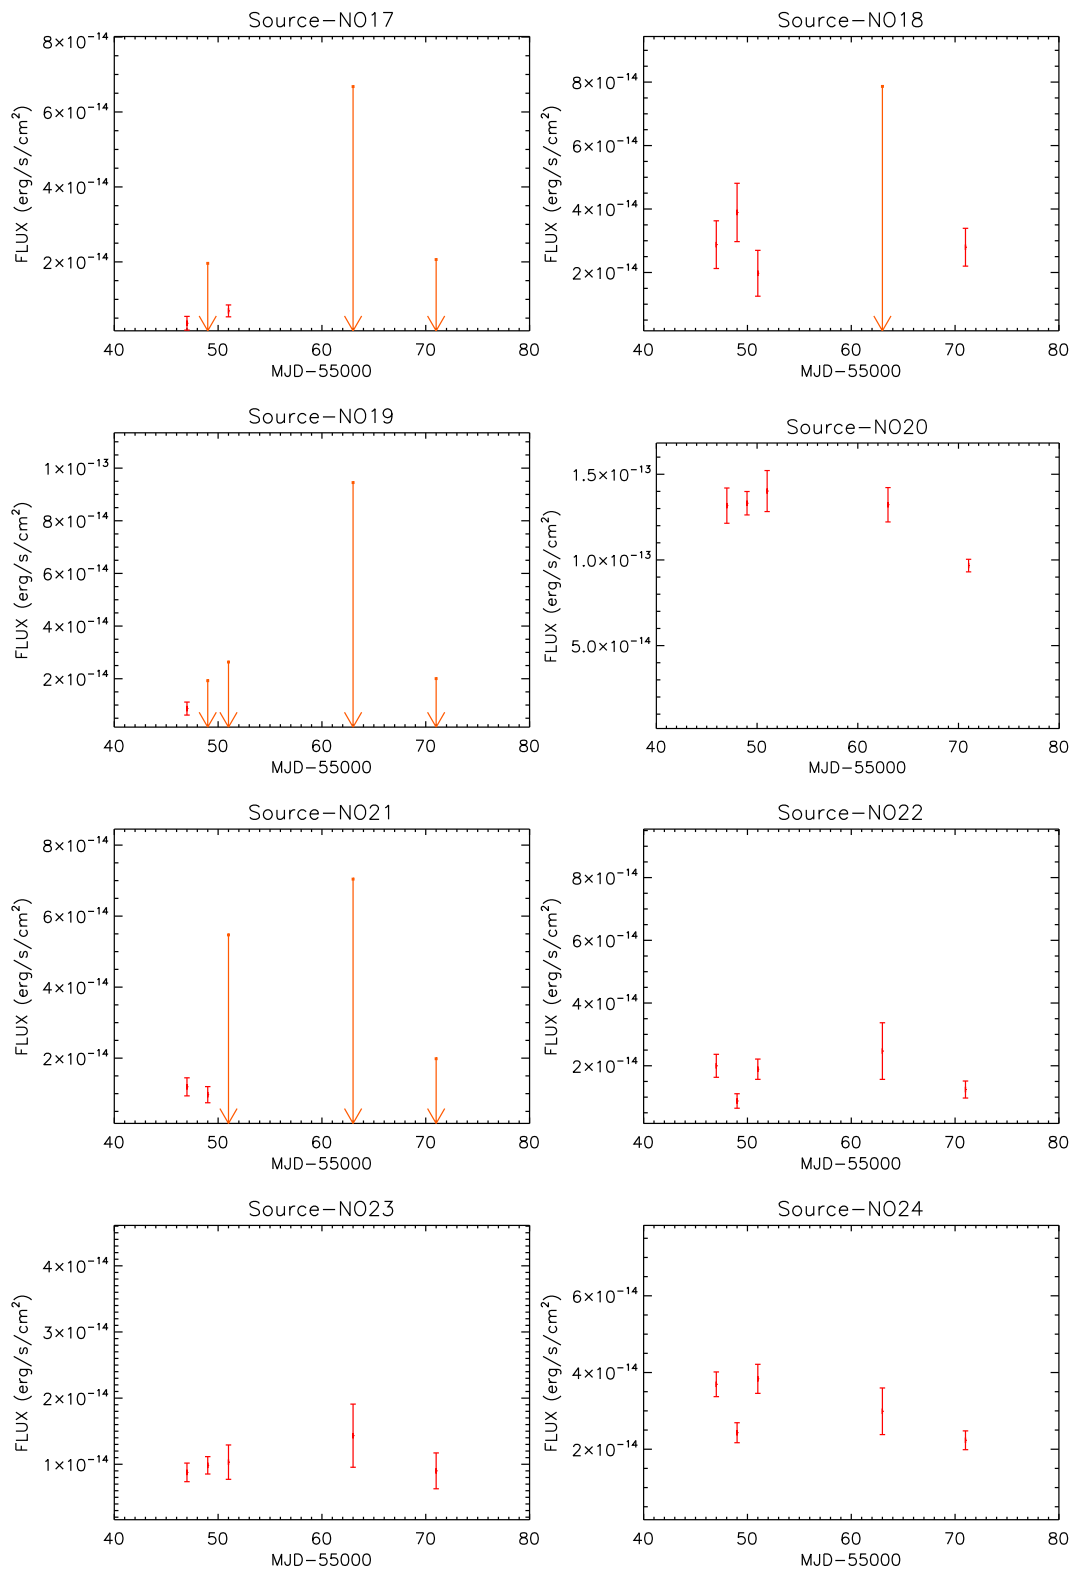 Source-NO17
8×10⁻¹⁴
6×10⁻¹⁴
4×10⁻¹⁴
2×10⁻¹⁴
FLUX (erg/s/cm²)
40 50 60 70 80
MJD-55000
Source-NO18
8×10⁻¹⁴
6×10⁻¹⁴
4×10⁻¹⁴
2×10⁻¹⁴
FLUX (erg/s/cm²)
40 50 60 70 80
MJD-55000
Source-NO19
1×10⁻¹³
8×10⁻¹⁴
6×10⁻¹⁴
4×10⁻¹⁴
2×10⁻¹⁴
FLUX (erg/s/cm²)
40 50 60 70 80
MJD-55000
Source-NO20
1.5×10⁻¹³
1.0×10⁻¹³
5.0×10⁻¹⁴
FLUX (erg/s/cm²)
40 50 60 70 80
MJD-55000
Source-NO21
8×10⁻¹⁴
6×10⁻¹⁴
4×10⁻¹⁴
2×10⁻¹⁴
FLUX (erg/s/cm²)
40 50 60 70 80
MJD-55000
Source-NO22
8×10⁻¹⁴
6×10⁻¹⁴
4×10⁻¹⁴
2×10⁻¹⁴
FLUX (erg/s/cm²)
40 50 60 70 80
MJD-55000
Source-NO23
4×10⁻¹⁴
3×10⁻¹⁴
2×10⁻¹⁴
1×10⁻¹⁴
FLUX (erg/s/cm²)
40 50 60 70 80
MJD-55000
Source-NO24
6×10⁻¹⁴
4×10⁻¹⁴
2×10⁻¹⁴
FLUX (erg/s/cm²)
40 50 60 70 80
MJD-55000